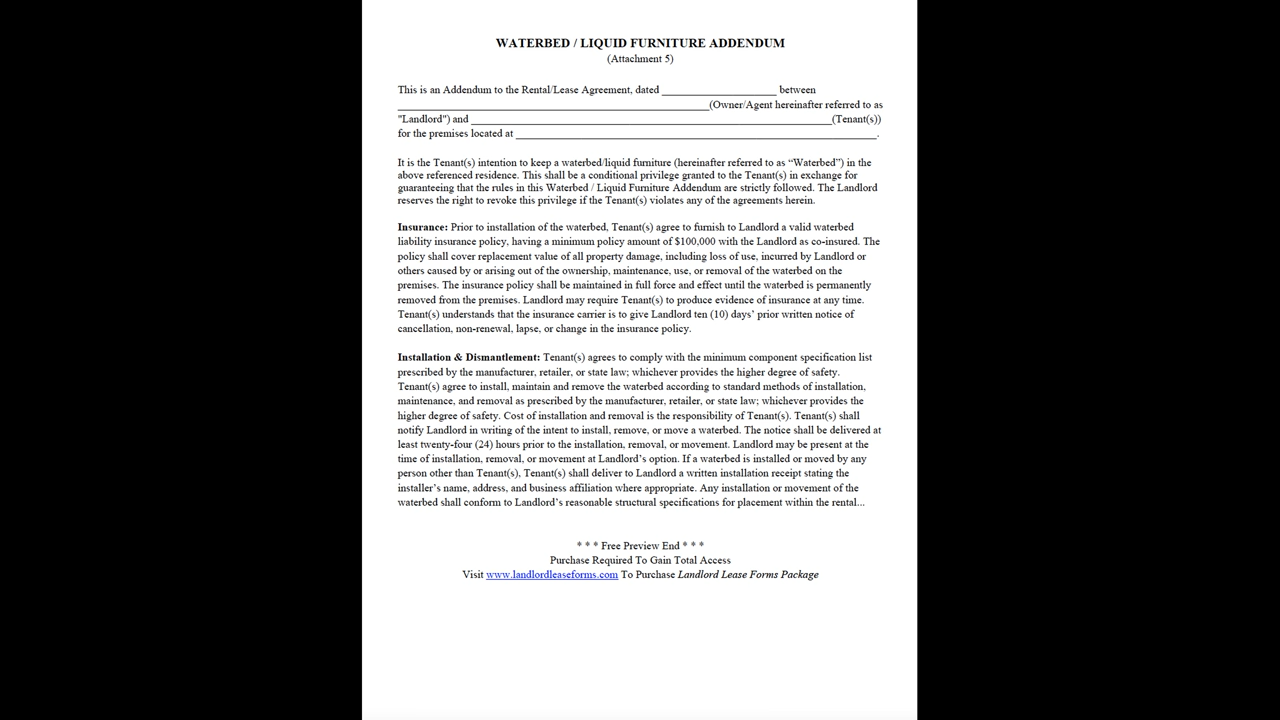 WATERBED / LIQUID FURNITURE ADDENDUM
(Attachment 5)
This is an Addendum to the Rental/Lease Agreement, dated _____________________ between
_________________________________________________________(Owner/Agent hereinafter referred to as
"Landlord") and __________________________________________________________________(Tenant(s))
for the premises located at __________________________________________________________________.
It is the Tenant(s) intention to keep a waterbed/liquid furniture (hereinafter referred to as “Waterbed”) in the
above referenced residence. This shall be a conditional privilege granted to the Tenant(s) in exchange for
guaranteeing that the rules in this Waterbed / Liquid Furniture Addendum are strictly followed. The Landlord
reserves the right to revoke this privilege if the Tenant(s) violates any of the agreements herein.
Insurance: Prior to installation of the waterbed, Tenant(s) agree to furnish to Landlord a valid waterbed
liability insurance policy, having a minimum policy amount of $100,000 with the Landlord as co-insured. The
policy shall cover replacement value of all property damage, including loss of use, incurred by Landlord or
others caused by or arising out of the ownership, maintenance, use, or removal of the waterbed on the
premises. The insurance policy shall be maintained in full force and effect until the waterbed is permanently
removed from the premises. Landlord may require Tenant(s) to produce evidence of insurance at any time.
Tenant(s) understands that the insurance carrier is to give Landlord ten (10) days’ prior written notice of
cancellation, non-renewal, lapse, or change in the insurance policy.
Installation & Dismantlement: Tenant(s) agrees to comply with the minimum component specification list
prescribed by the manufacturer, retailer, or state law; whichever provides the higher degree of safety.
Tenant(s) agree to install, maintain and remove the waterbed according to standard methods of installation,
maintenance, and removal as prescribed by the manufacturer, retailer, or state law; whichever provides the
higher degree of safety. Cost of installation and removal is the responsibility of Tenant(s). Tenant(s) shall
notify Landlord in writing of the intent to install, remove, or move a waterbed. The notice shall be delivered at
least twenty-four (24) hours prior to the installation, removal, or movement. Landlord may be present at the
time of installation, removal, or movement at Landlord’s option. If a waterbed is installed or moved by any
person other than Tenant(s), Tenant(s) shall deliver to Landlord a written installation receipt stating the
installer’s name, address, and business affiliation where appropriate. Any installation or movement of the
waterbed shall conform to Landlord’s reasonable structural specifications for placement within the rental...
* * * Free Preview End * * *
Purchase Required To Gain Total Access
Visit www.landlordleaseforms.com To Purchase Landlord Lease Forms Package